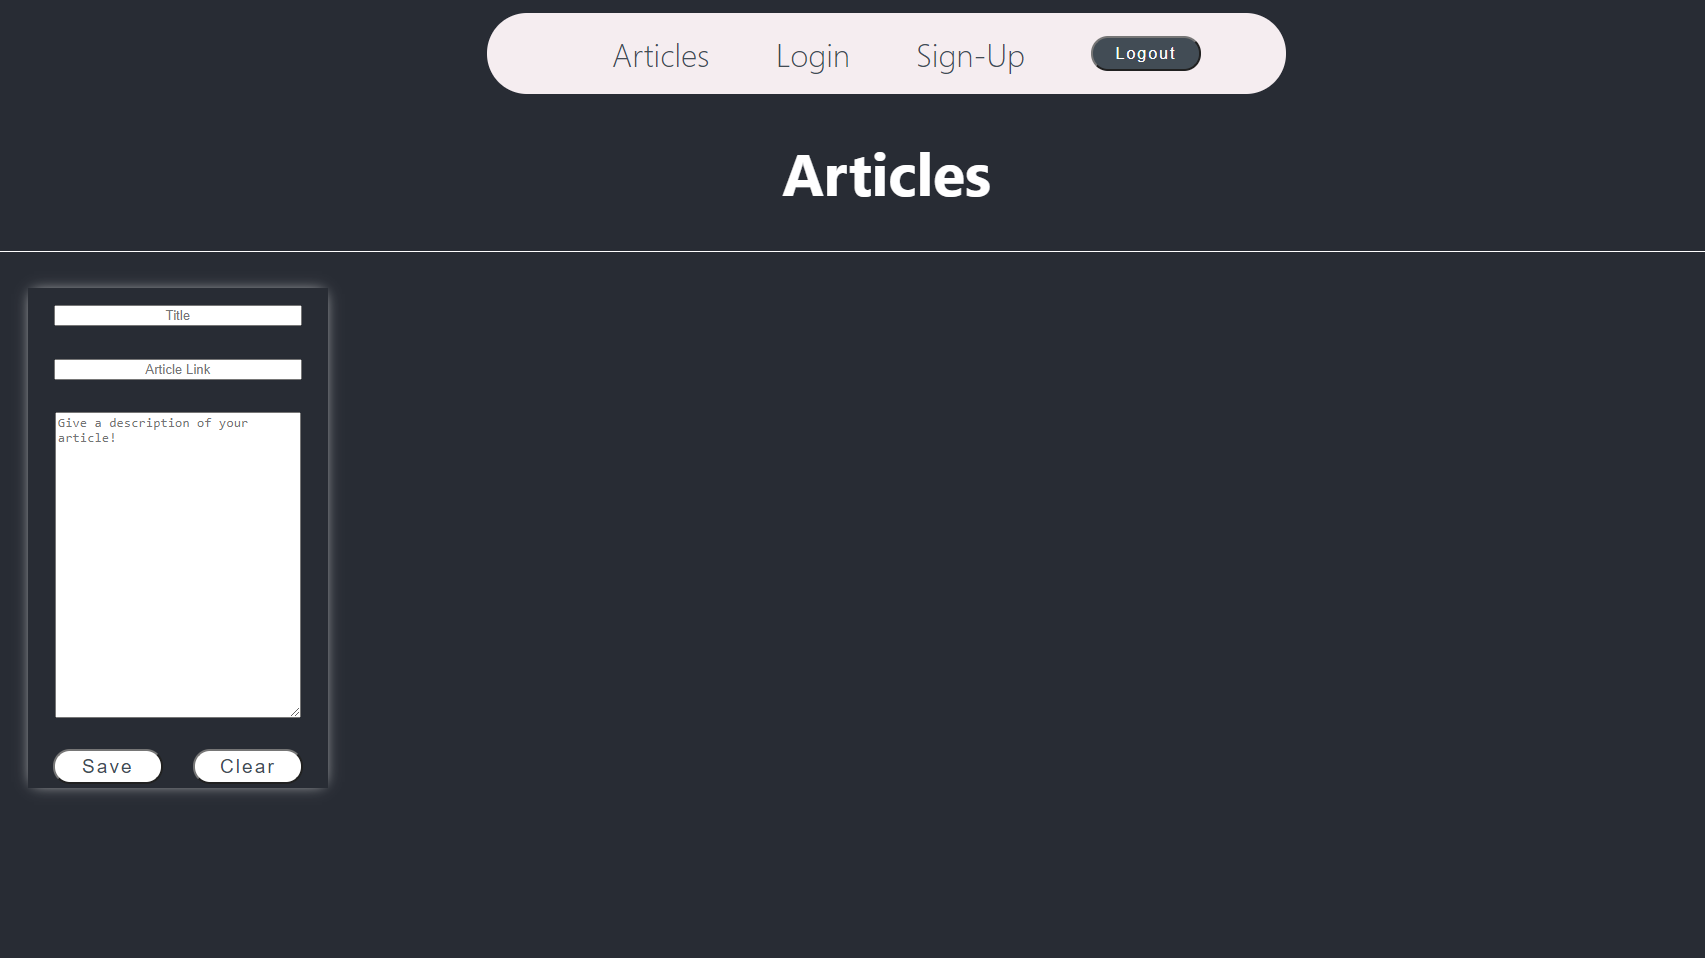 Articles Login Sign-Up Logout
Articles
Title
Article Link
Give a description of your
article!
Save Clear